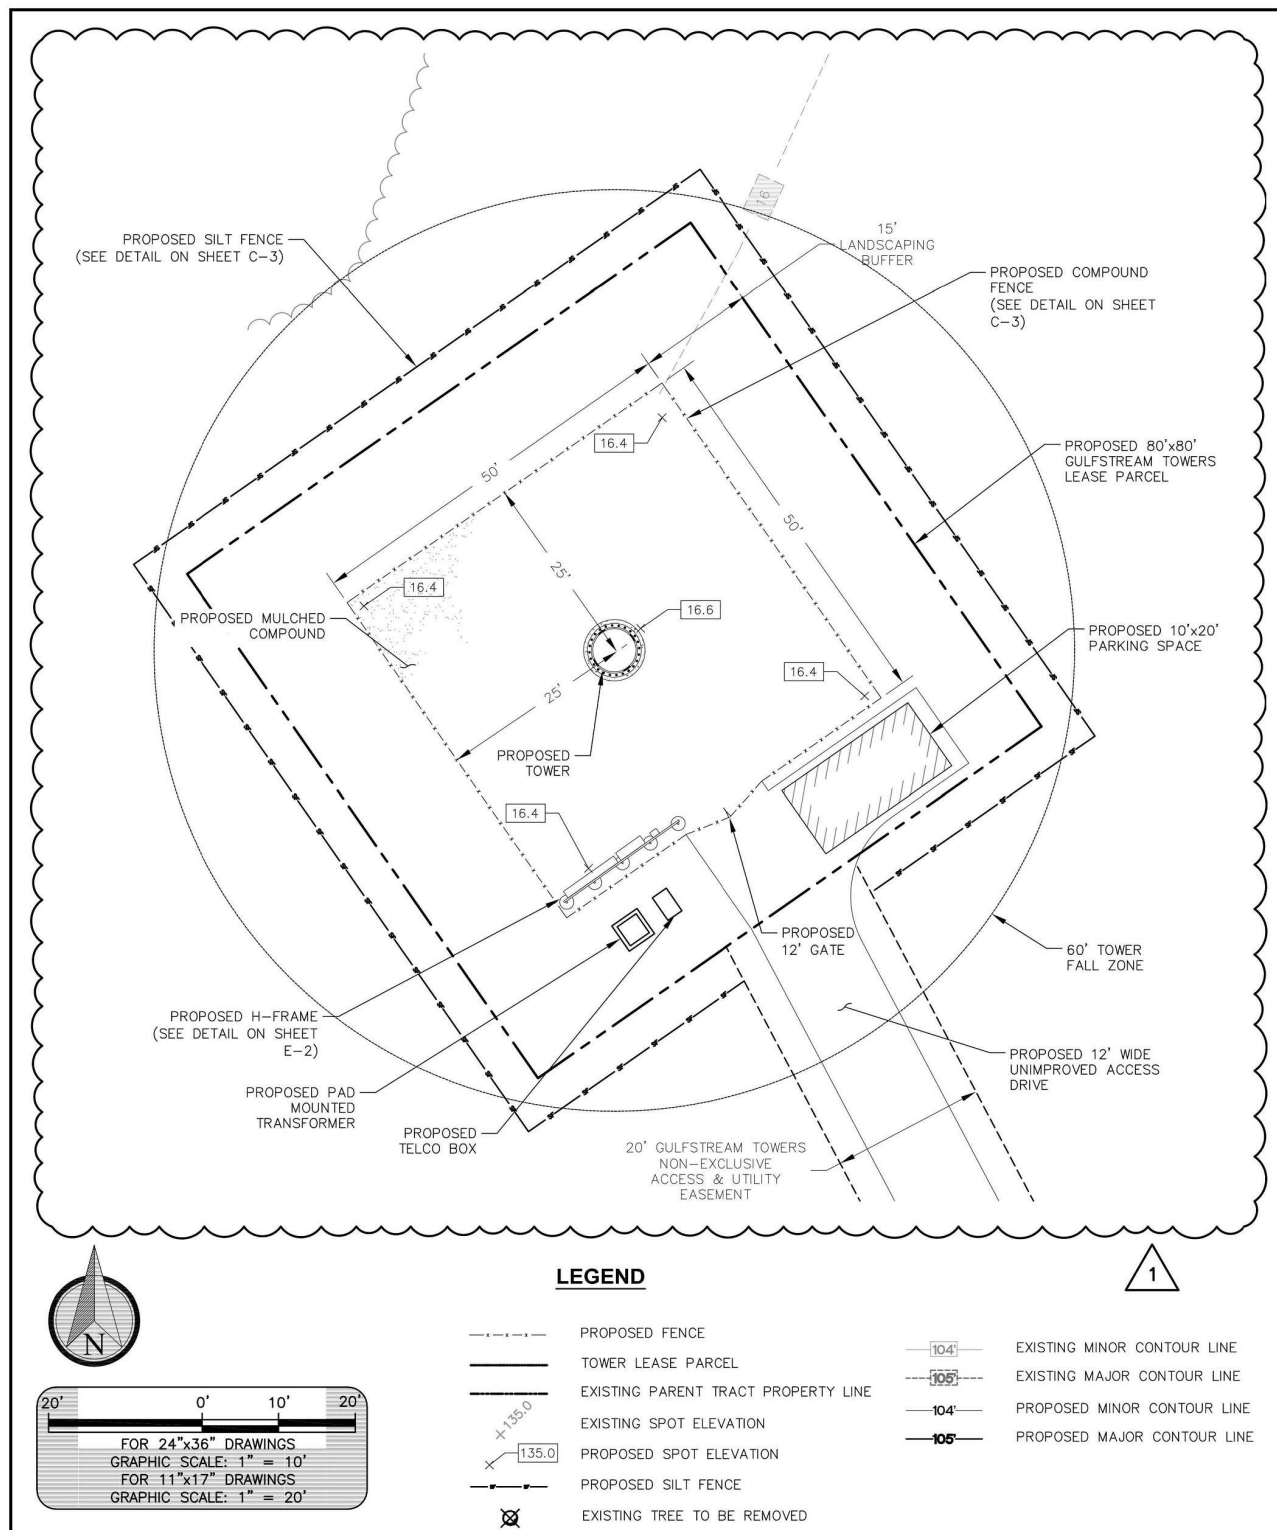 PROPOSED SILT FENCE
(SEE DETAIL ON SHEET C-3)
16
15'
LANDSCAPING
BUFFER
PROPOSED COMPOUND
FENCE
(SEE DETAIL ON SHEET
C-3)
16.4
PROPOSED 80'x80'
GULFSTREAM TOWERS
LEASE PARCEL
50'
50'
25'
16.4
16.6
PROPOSED MULCHED
COMPOUND
PROPOSED 10'x20'
PARKING SPACE
16.4
25'
PROPOSED
TOWER
16.4
PROPOSED
12' GATE
60' TOWER
FALL ZONE
PROPOSED H-FRAME
(SEE DETAIL ON SHEET
E-2)
PROPOSED 12' WIDE
UNIMPROVED ACCESS
DRIVE
PROPOSED PAD
MOUNTED
TRANSFORMER
PROPOSED
TELCO BOX
20' GULFSTREAM TOWERS
NON-EXCLUSIVE
ACCESS & UTILITY
EASEMENT
N
20' 0' 10' 20'
FOR 24"x36" DRAWINGS
GRAPHIC SCALE: 1" = 10'
FOR 11"x17" DRAWINGS
GRAPHIC SCALE: 1" = 20'
LEGEND
1
PROPOSED FENCE
TOWER LEASE PARCEL
EXISTING PARENT TRACT PROPERTY LINE
135.0 EXISTING SPOT ELEVATION
135.0 PROPOSED SPOT ELEVATION
PROPOSED SILT FENCE
EXISTING TREE TO BE REMOVED
104' EXISTING MINOR CONTOUR LINE
105' EXISTING MAJOR CONTOUR LINE
104' PROPOSED MINOR CONTOUR LINE
105' PROPOSED MAJOR CONTOUR LINE